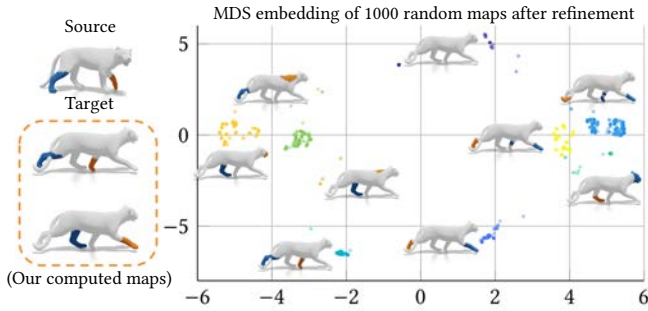 Source
Target
(Our computed maps)
MDS embedding of 1000 random maps after refinement
5
0
−5
−6 −4 −2 0 2 4 6